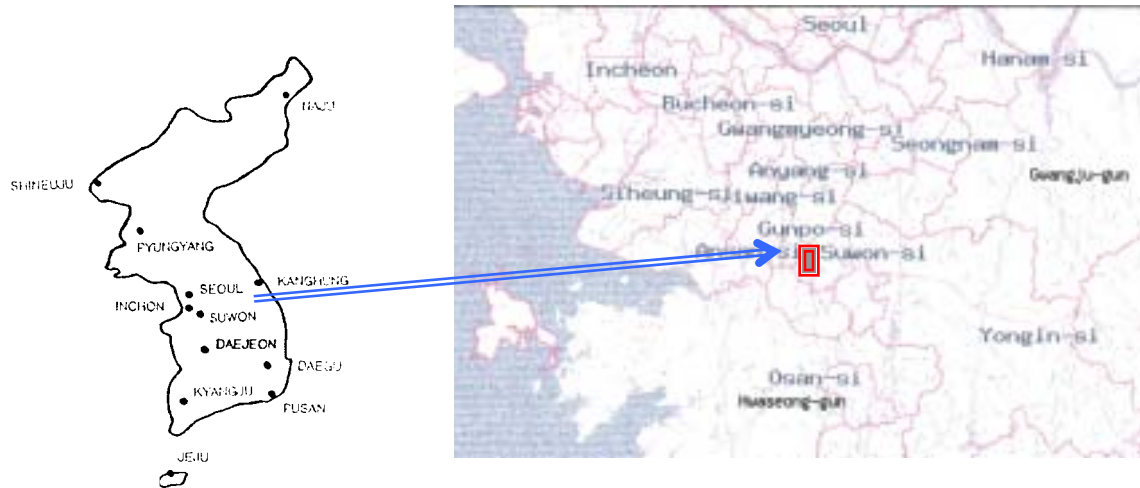 NAJU
SHINEUJU
PYUNGYANG
KANGHUNG
SEOUL
INCHON
SUWON
DAEJEON
DAEGU
KYANGJU
PUSAN
JEJU
Seoul
Hanam-si
Incheon
Bucheon-si
Gwangmyeong-si
Seongnam-si
Anyang-si
Gwangju-gun
Siheung-si
Uiwang-si
Gunpo-si
Suwon-si
Yongin-si
Osan-si
Hwaseong-gun